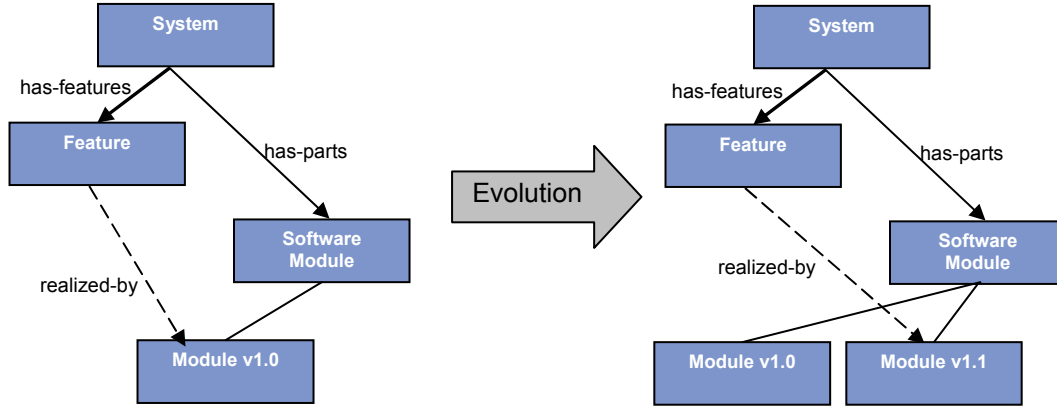 System
has-features
Feature
has-parts
Software
Module
realized-by
Module v1.0
Evolution
System
has-features
Feature
has-parts
Software
Module
realized-by
Module v1.0
Module v1.1